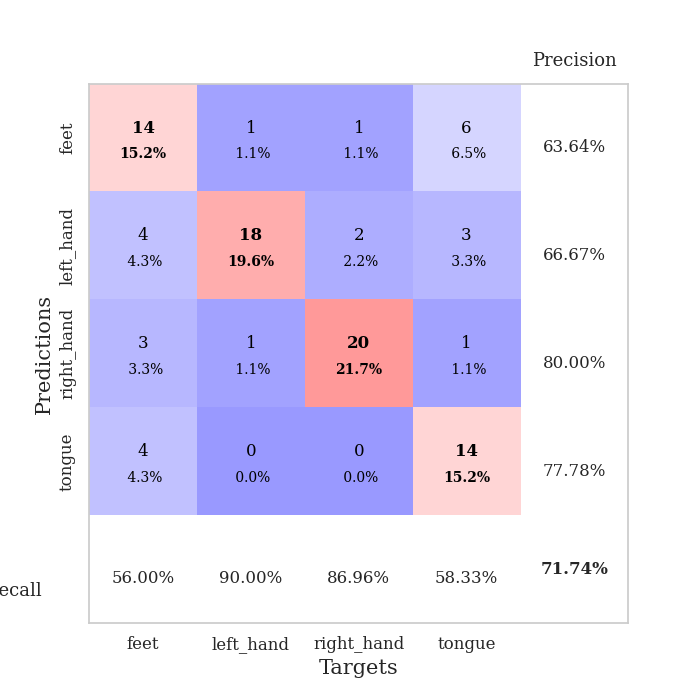 Precision
feet 14 1 1 6 63.64%
15.2% 1.1% 1.1% 6.5%
left_hand 4 18 2 3 66.67%
4.3% 19.6% 2.2% 3.3%
Predictions
right_hand 3 1 20 1 80.00%
3.3% 1.1% 21.7% 1.1%
tongue 4 0 0 14 77.78%
4.3% 0.0% 0.0% 15.2%
ecall 56.00% 90.00% 86.96% 58.33% 71.74%
feet left_hand right_hand tongue
Targets